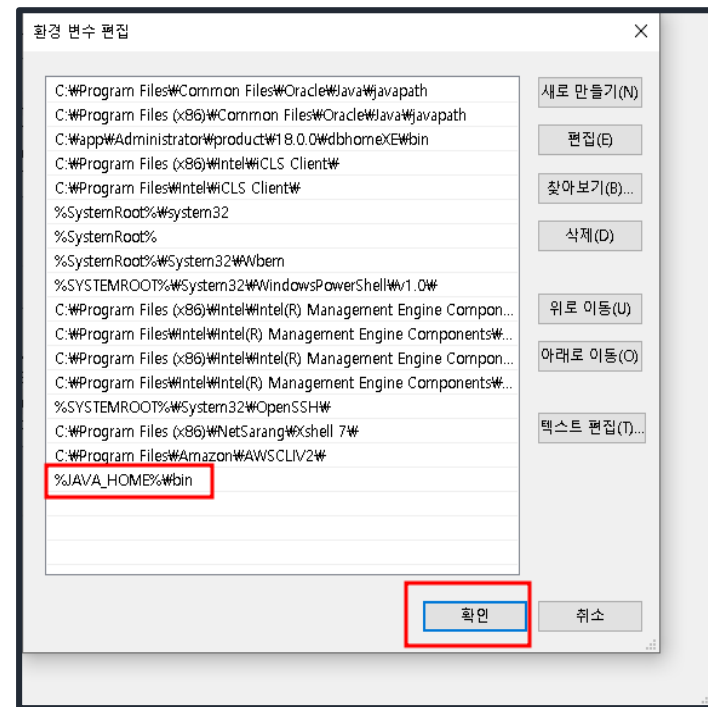 환경 변수 편집
C:₩Program Files₩Common Files₩Oracle₩Java₩javapath
C:₩Program Files (x86)₩Common Files₩Oracle₩Java₩javapath
C:₩app₩Administrator₩product₩18.0.0₩dbhomeXE₩bin
C:₩Program Files (x86)₩Intel₩iCLS Client₩
C:₩Program Files₩Intel₩iCLS Client₩
%SystemRoot%₩system32
%SystemRoot%
%SystemRoot%₩System32₩Wbem
%SYSTEMROOT%₩System32₩WindowsPowerShell₩v1.0₩
C:₩Program Files (x86)₩Intel₩Intel(R) Management Engine Compon...
C:₩Program Files₩Intel₩Intel(R) Management Engine Components₩...
C:₩Program Files (x86)₩Intel₩Intel(R) Management Engine Compon...
C:₩Program Files₩Intel₩Intel(R) Management Engine Components₩...
%SYSTEMROOT%₩System32₩OpenSSH₩
C:₩Program Files (x86)₩NetSarang₩Xshell 7₩
C:₩Program Files₩Amazon₩AWSCLIV2₩
%JAVA_HOME%₩bin
새로 만들기(N)
편집(E)
찾아보기(B)...
삭제(D)
위로 이동(U)
아래로 이동(O)
텍스트 편집(T)...
확인
취소